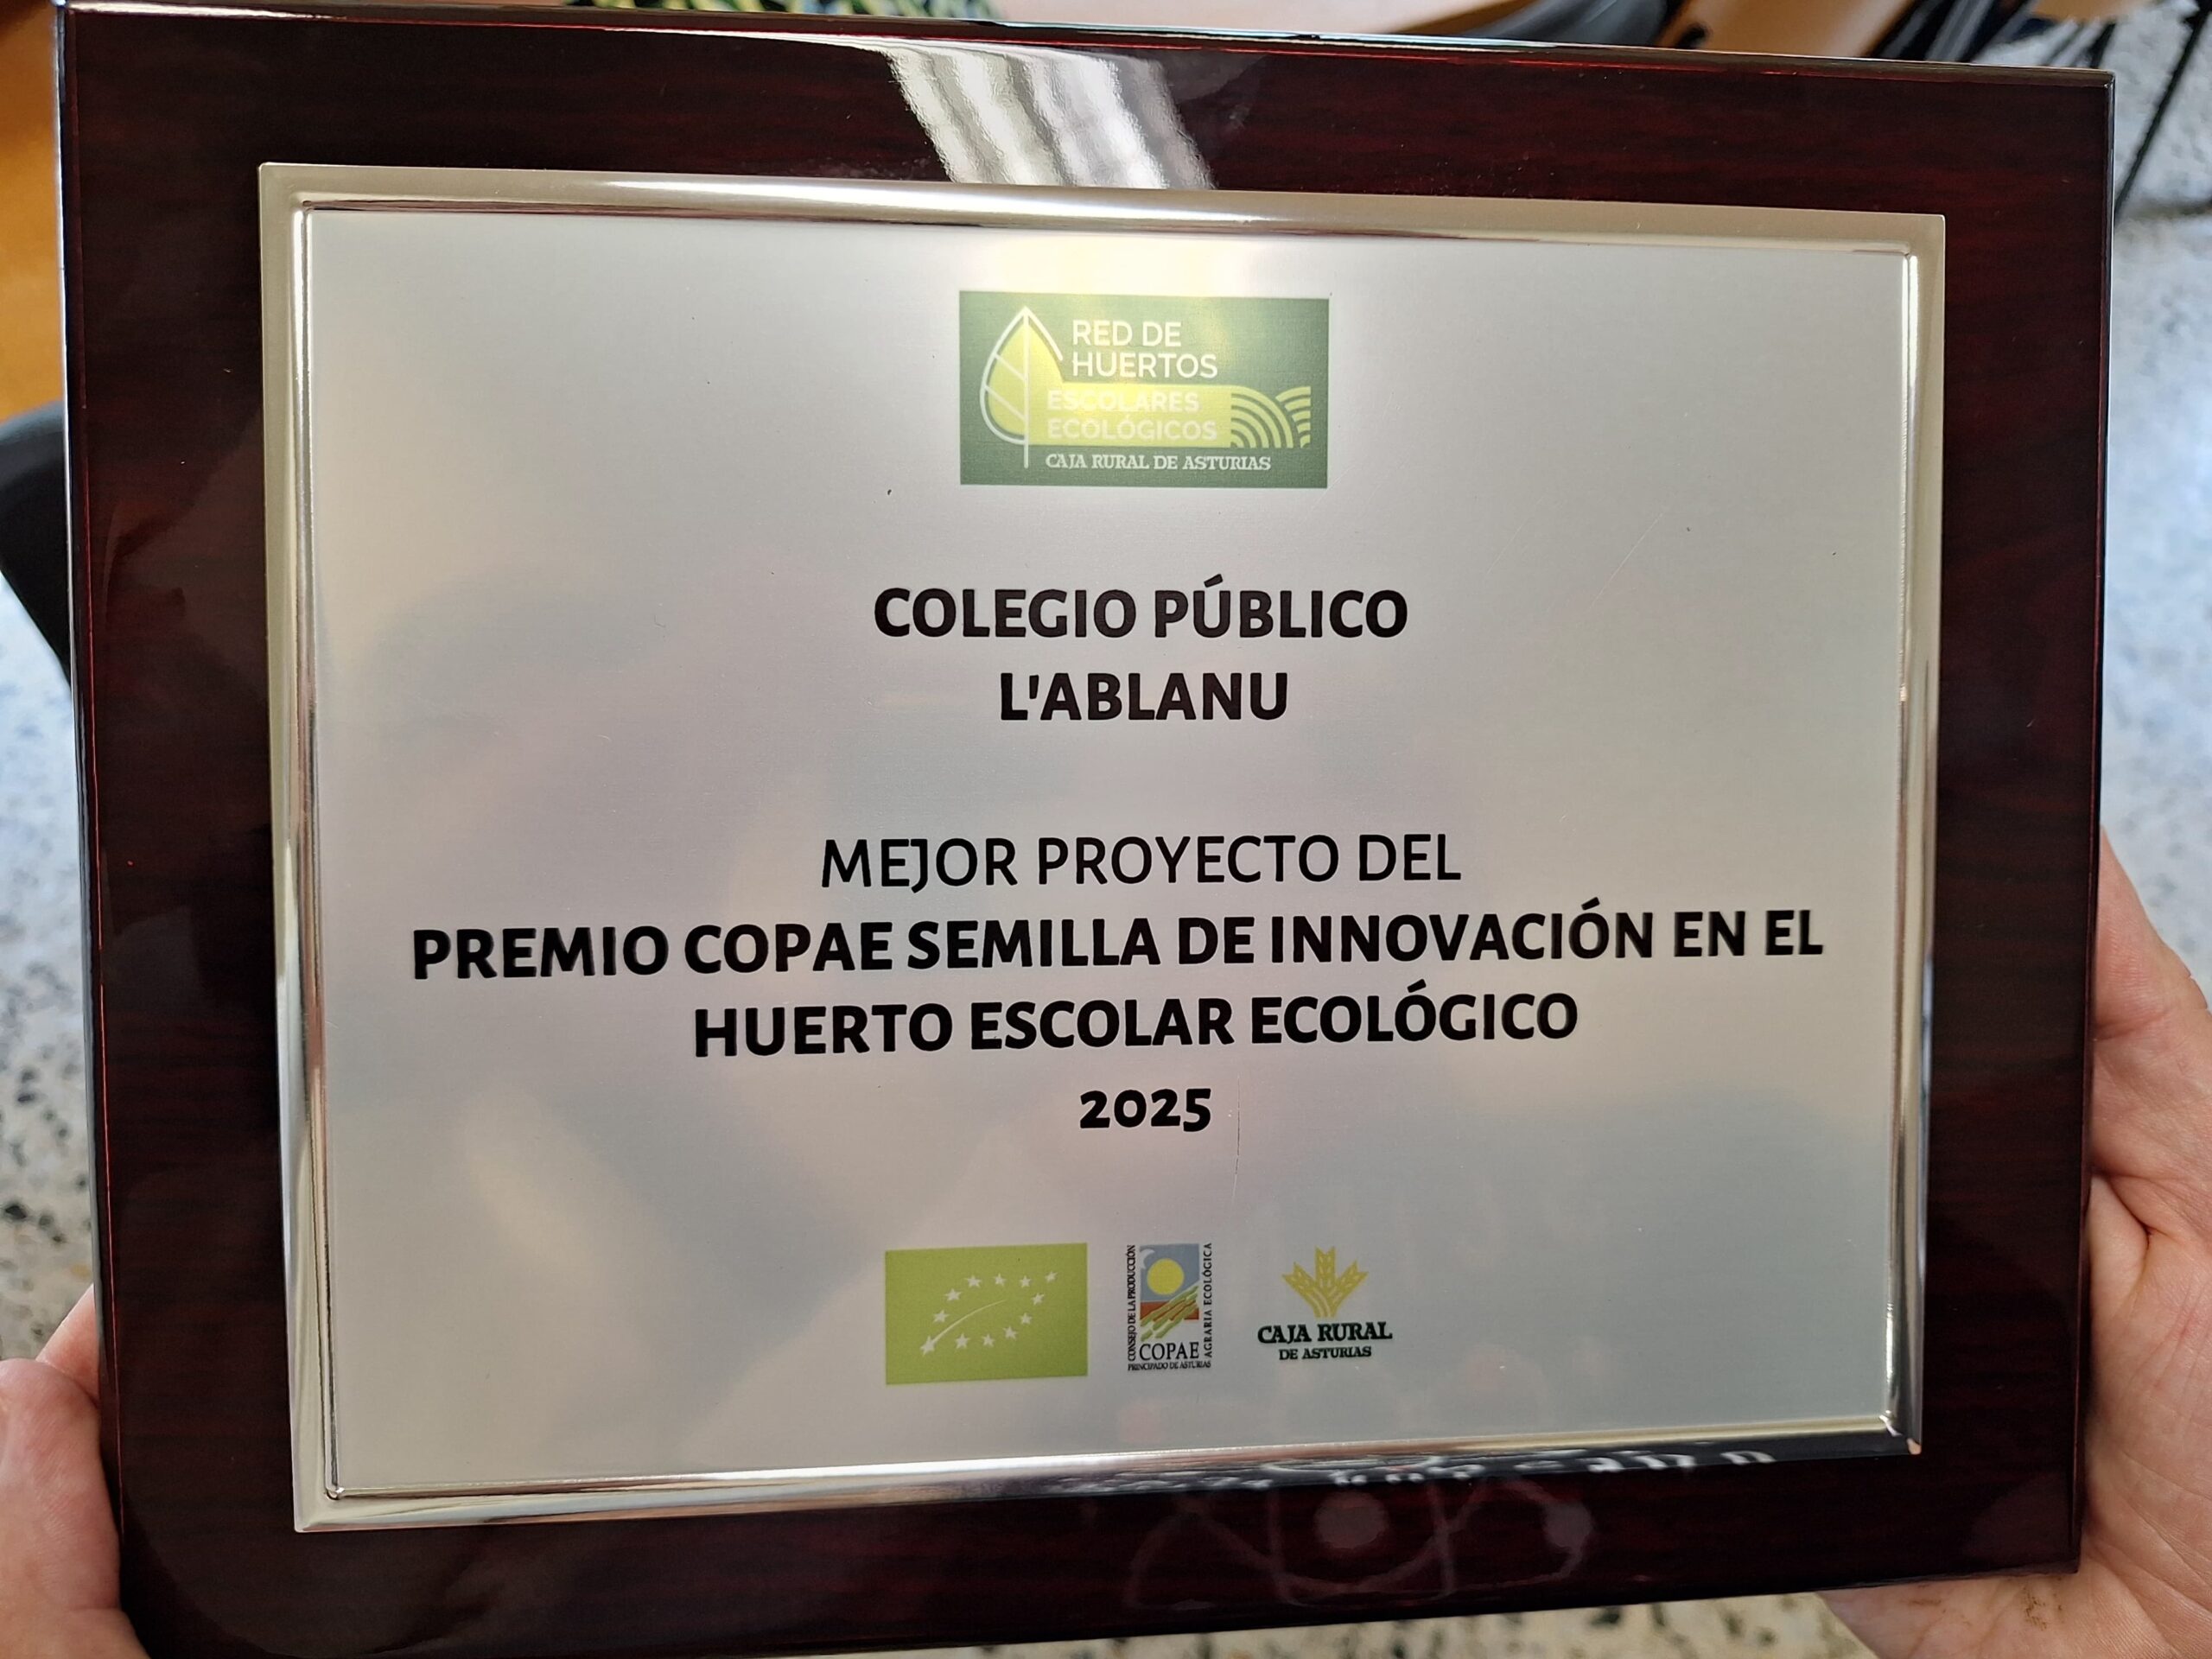 RED DE
HUERTOS
ESCOLARES
ECOLÓGICOS
CAJA RURAL DE ASTURIAS
COLEGIO PÚBLICO
L'ABLANU
MEJOR PROYECTO DEL
PREMIO COPAE SEMILLA DE INNOVACIÓN EN EL
HUERTO ESCOLAR ECOLÓGICO
2025
CONSEJO DE LA PRODUCCIÓN
AGRARIA ECOLÓGICA
COPAE
PRINCIPADO DE ASTURIAS
CAJA RURAL
DE ASTURIAS